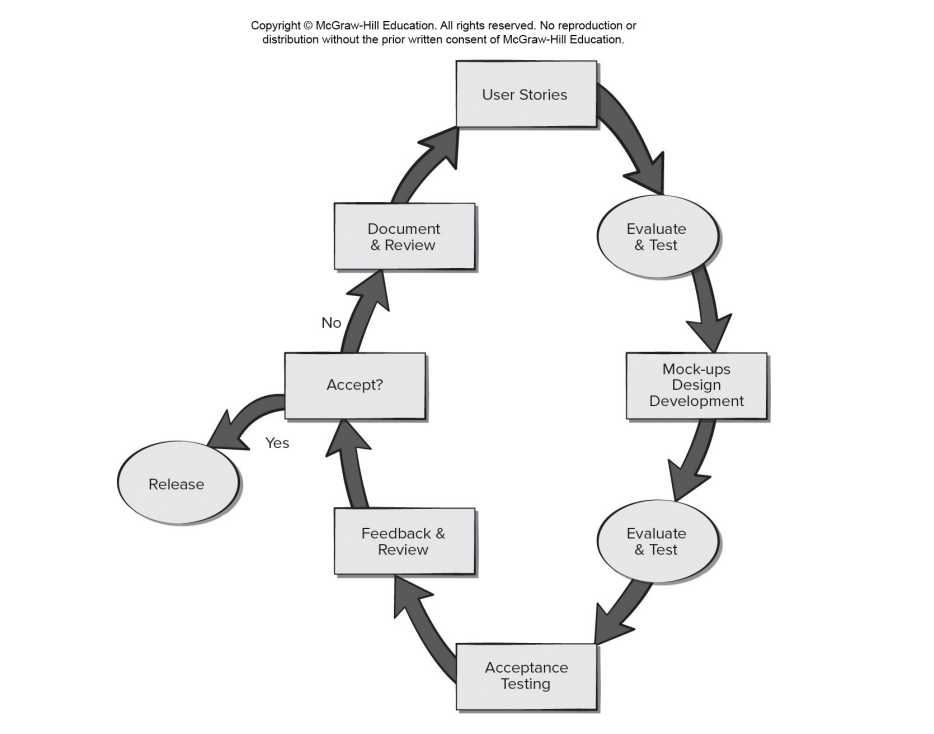 Copyright © McGraw-Hill Education. All rights reserved. No reproduction or
distribution without the prior written consent of McGraw-Hill Education.
User Stories
Evaluate
& Test
Mock-ups
Design
Development
Evaluate
& Test
Acceptance
Testing
Feedback &
Review
Accept?
Yes
Release
No
Document
& Review